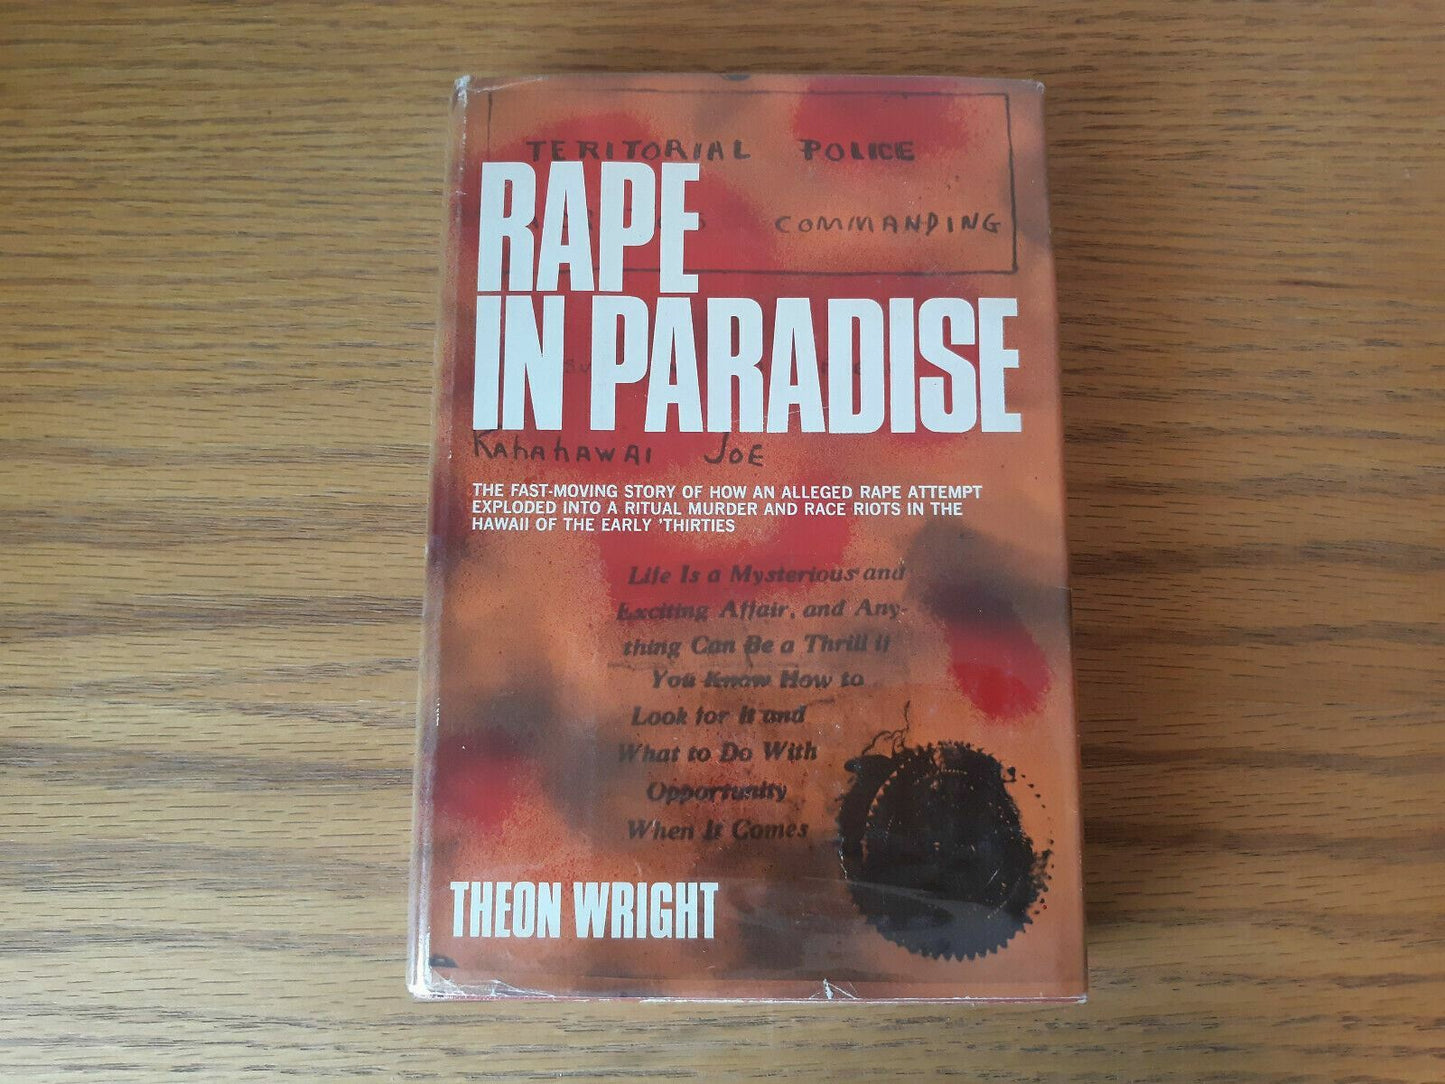 TERITORIAL POLICE
COMMANDING
RAPE
IN PARADISE
KAHAHAWAI JOE
THE FAST-MOVING STORY OF HOW AN ALLEGED RAPE ATTEMPT
EXPLODED INTO A RITUAL MURDER AND RACE RIOTS IN THE
HAWAII OF THE EARLY 'THIRTIES
Life Is a Mysterious and
Exciting Affair, and Any-
thing Can Be a Thrill if
You Know How to
Look for It and
What to Do With
Opportunity
When It Comes
THEON WRIGHT